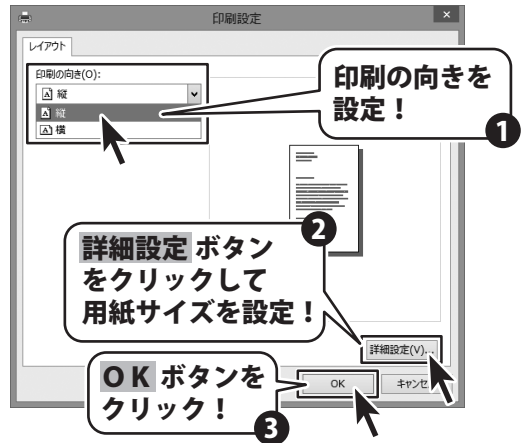 印刷設定
レイアウト
印刷の向き(O):
縦
縦
横
印刷の向きを
設定!
1
2
詳細設定 ボタン
をクリックして
用紙サイズを設定!
詳細設定(V)...
OK ボタンを
クリック!
3
OK
キャンセ